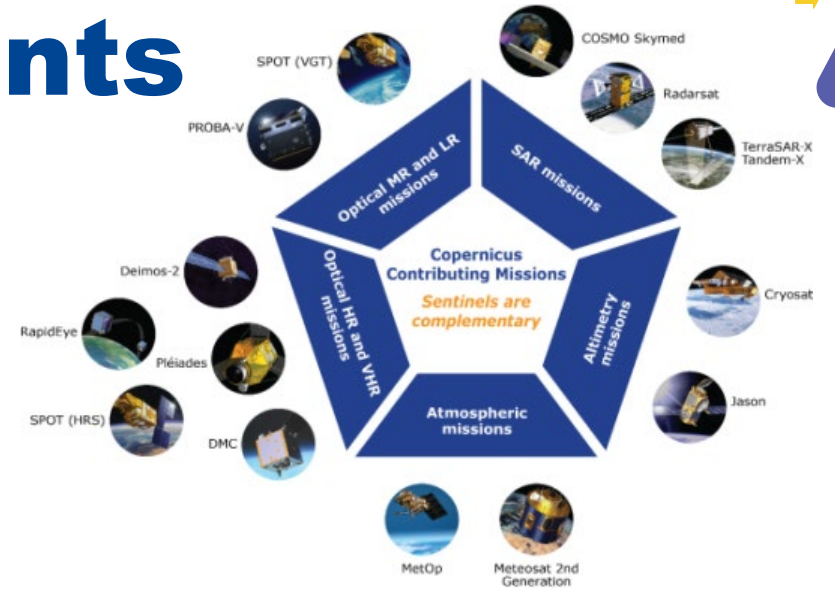 nts
SPOT (VGT)
PROBA-V
Optical MR and LR
missions
COSMO Skymed
Radarsat
TerraSAR-X
Tandem-X
SAR missions
Copernicus
Contributing Missions
Sentinels are
complementary
Deimos-2
RapidEye
Pléiades
SPOT (HRS)
DMC
Optical HR and VHR
missions
Cryosat
Jason
Altimetry
missions
Atmospheric
missions
MetOp
Meteosat 2nd
Generation